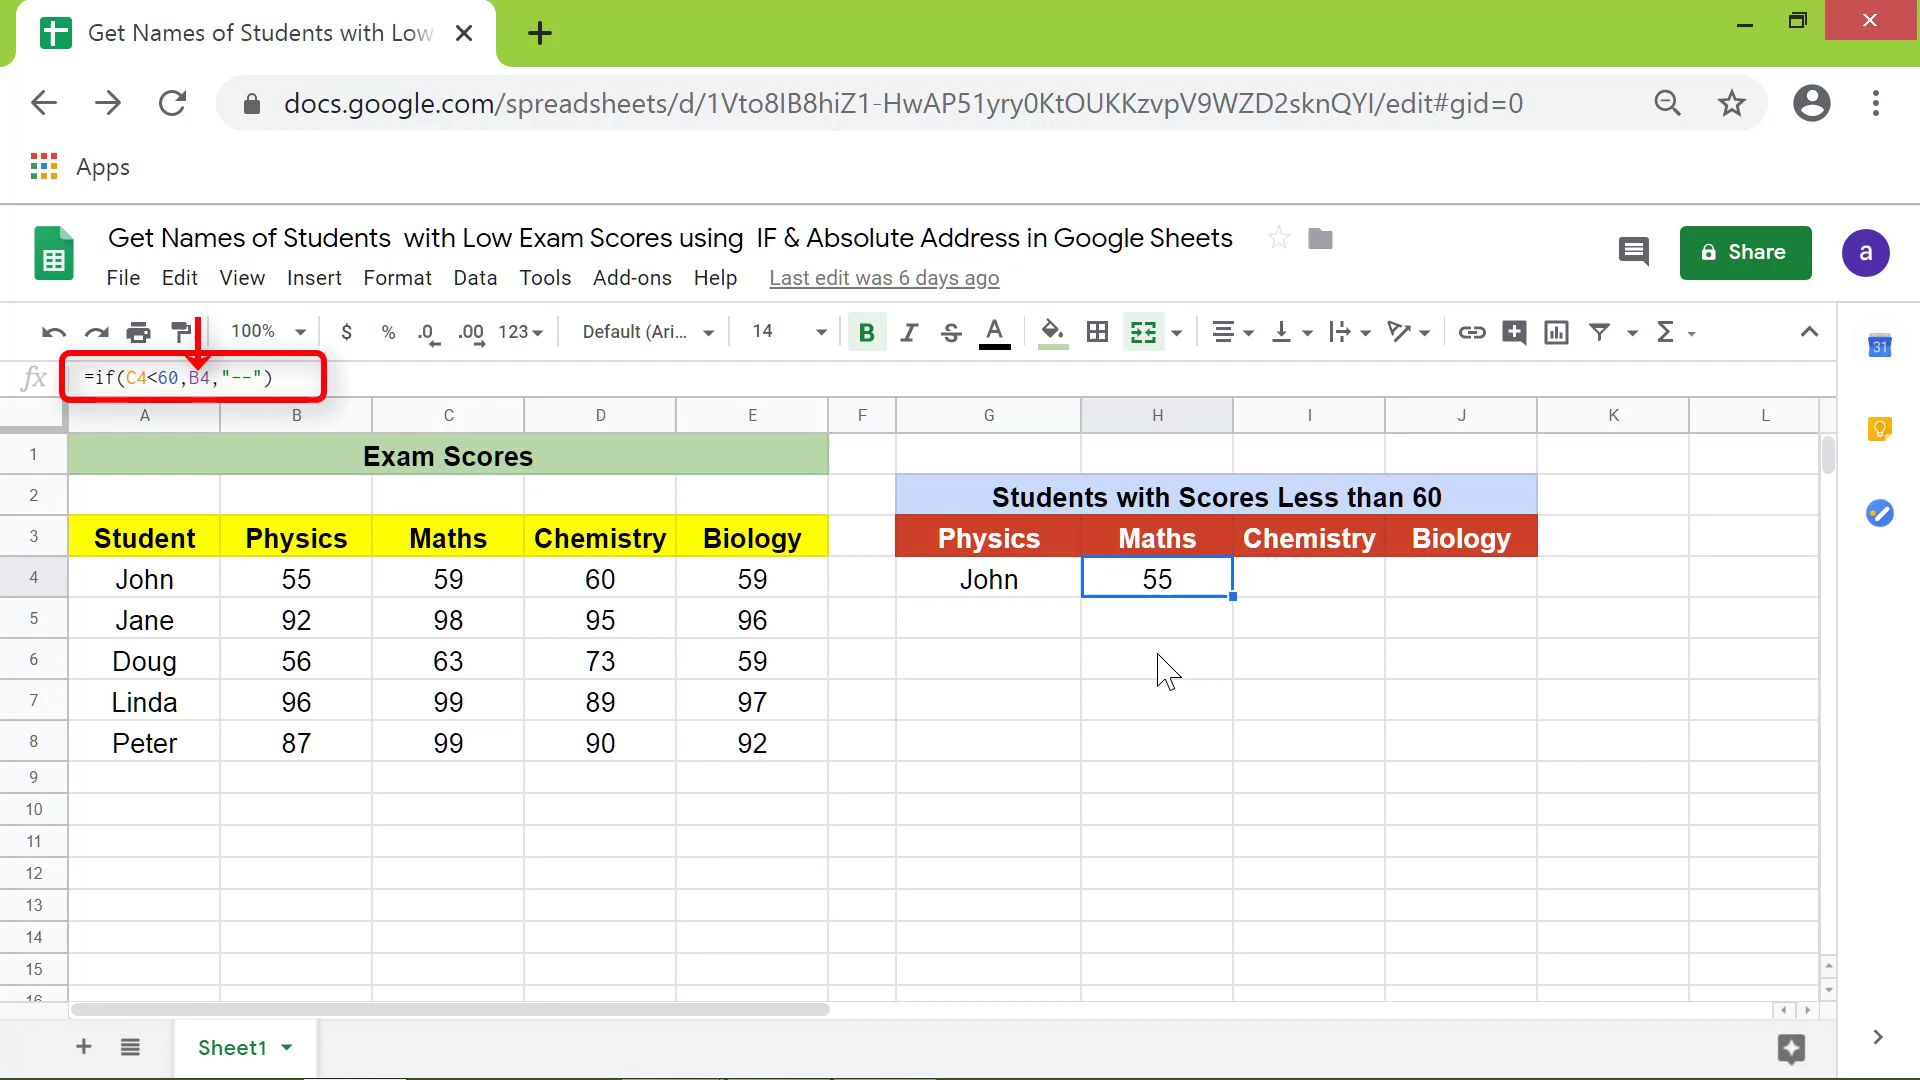 Get Names of Students with Low
docs.google.com/spreadsheets/d/1Vto8IB8hiZ1-HwAP51yry0KtOUKKzvpV9WZD2sknQYI/edit#gid=0
Apps
Get Names of Students with Low Exam Scores using IF & Absolute Address in Google Sheets
Share
a
File Edit View Insert Format Data Tools Add-ons Help Last edit was 6 days ago
100% $ % .0 .00 123 Default (Ari... 14 B I S A Σ
31
fx =if(C4<60,B4,"--")
A B C D E F G H I J K L
1 Exam Scores
2 Students with Scores Less than 60
3 Student Physics Maths Chemistry Biology Physics Maths Chemistry Biology
4 John 55 59 60 59 John 55
5 Jane 92 98 95 96
6 Doug 56 63 73 59
7 Linda 96 99 89 97
8 Peter 87 99 90 92
9
10
11
12
13
14
15
16
Sheet1